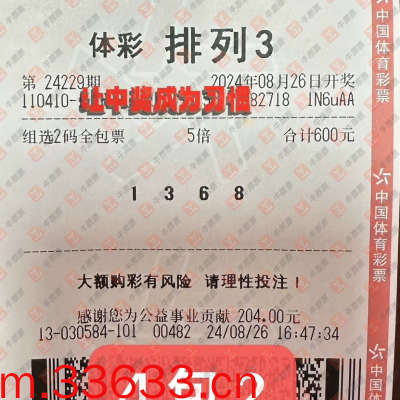 体彩 排列3
第 24229期 2024年08月26日开奖
110410- 82718 1N6uAA
让中奖成为习惯
组选2码全包票 5倍 合计600元
1 3 6 8
大额购彩有风险 请理性投注!
感谢您为公益事业贡献 204.00元
13-030584-101 00482 24/08/26 16:47:34
m.33633.cn
中国体育彩票
中国体育彩票
中国体育彩票